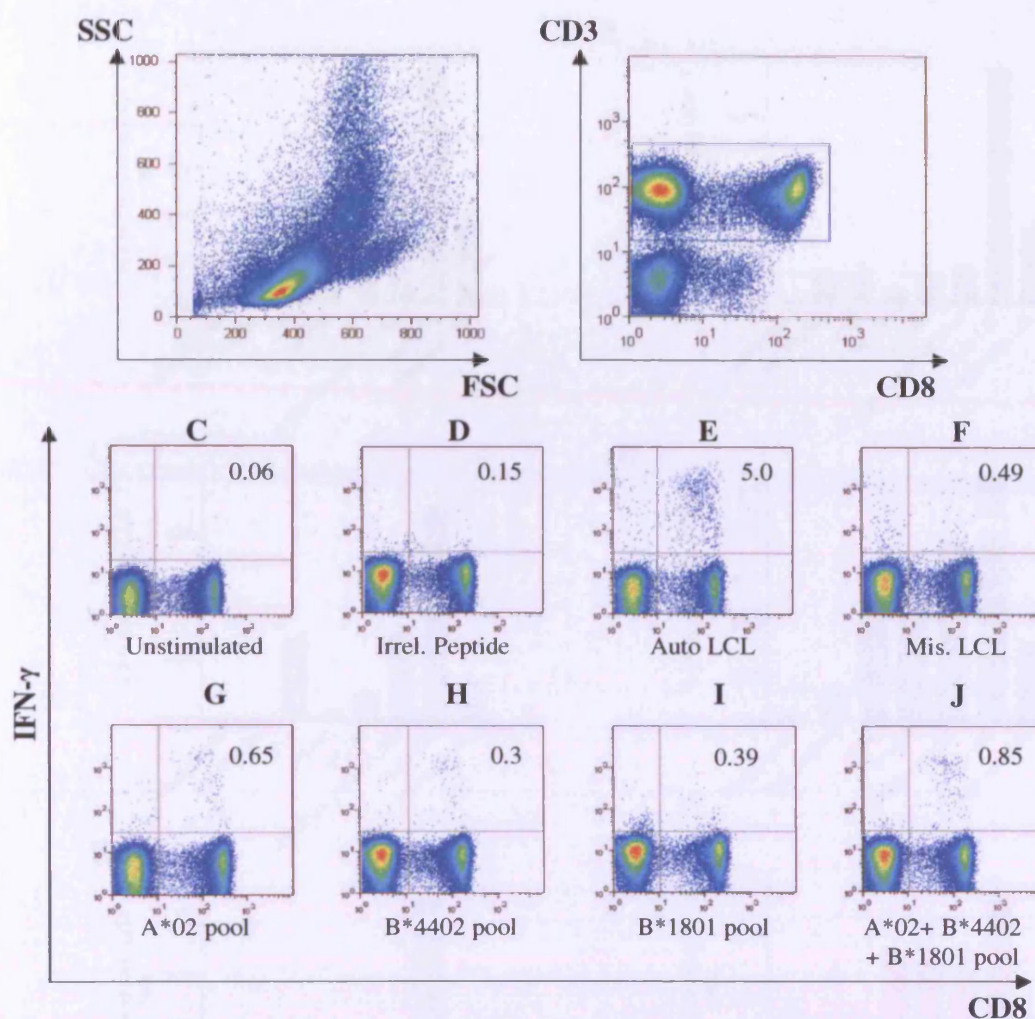 SSC
CD3
1000
800
600
400
200
0
0 200 400 600 800 10000
FSC
10³
10²
10¹
10⁰
10⁰ 10¹ 10² 10³
CD8
C D E F
0.06 0.15 5.0 0.49
Unstimulated Irrel. Peptide Auto LCL Mis. LCL
IFN-γ
G H I J
0.65 0.3 0.39 0.85
A*02 pool B*4402 pool B*1801 pool A*02+ B*4402
+ B*1801 pool
CD8